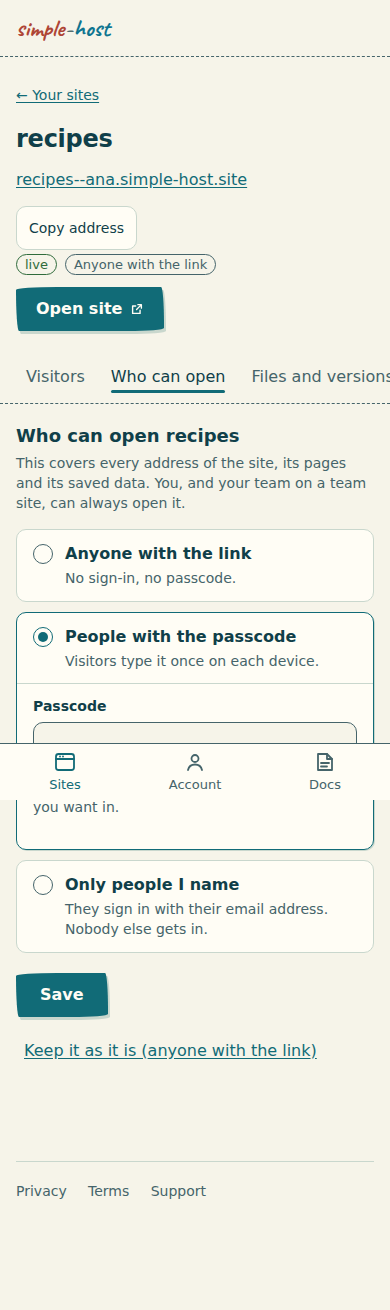 simple-host
← Your sites
recipes
recipes--ana.simple-host.site
Copy address
live
Anyone with the link
Open site
Visitors
Who can open
Files and versions
Who can open recipes
This covers every address of the site, its pages
and its saved data. You, and your team on a team
site, can always open it.
Anyone with the link
No sign-in, no passcode.
People with the passcode
Visitors type it once on each device.
Passcode
Sites
Account
Docs
you want in.
Only people I name
They sign in with their email address.
Nobody else gets in.
Save
Keep it as it is (anyone with the link)
Privacy
Terms
Support